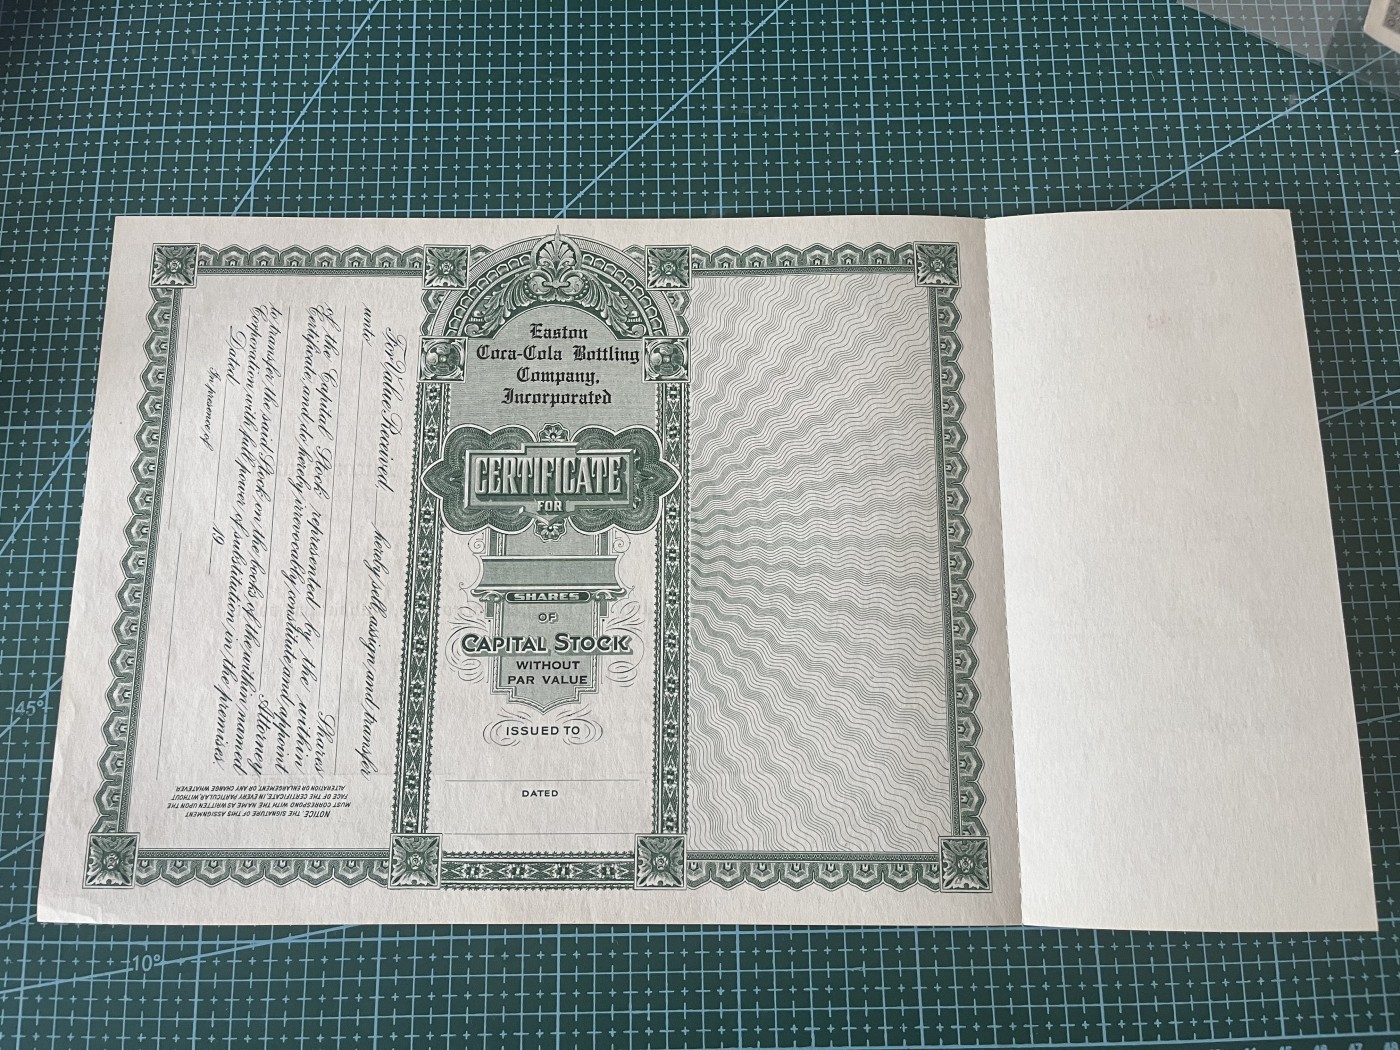 Easton
Coca-Cola Bottling
Company,
Incorporated
CERTIFICATE
FOR
SHARES
OF
CAPITAL STOCK
WITHOUT
PAR VALUE
ISSUED TO
DATED
For Value Received, hereby sell, assign and transfer
unto
Shares
of the Capital Stock represented by the within
Certificate, and do hereby irrevocably constitute and appoint
Attorney
to transfer the said Stock on the books of the within named
Corporation with full power of substitution in the premises.
Dated 19
In presence of
NOTICE. THE SIGNATURE OF THIS ASSIGNMENT
MUST CORRESPOND WITH THE NAME AS WRITTEN UPON THE
FACE OF THE CERTIFICATE, IN EVERY PARTICULAR, WITHOUT
ALTERATION OR ENLARGEMENT, OR ANY CHANGE WHATEVER
45°
10°